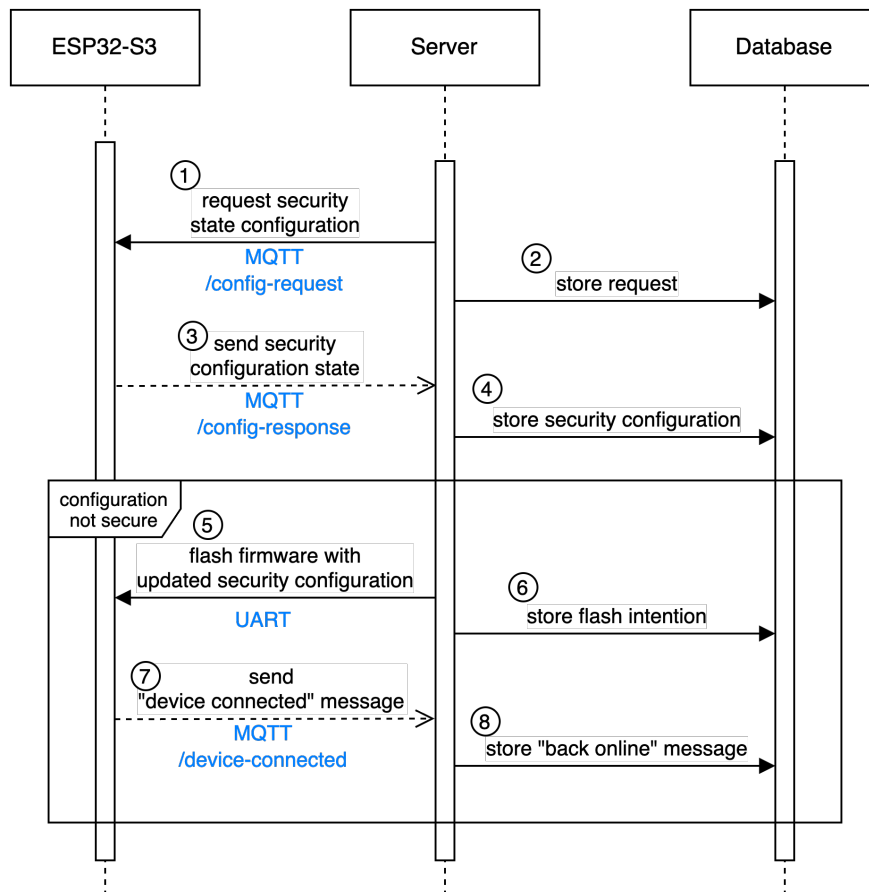 ESP32-S3
Server
Database
1
request security
state configuration
MQTT
/config-request
2
store request
3
send security
configuration state
MQTT
/config-response
4
store security configuration
configuration
not secure
5
flash firmware with
updated security configuration
UART
6
store flash intention
7
send
"device connected" message
MQTT
/device-connected
8
store "back online" message